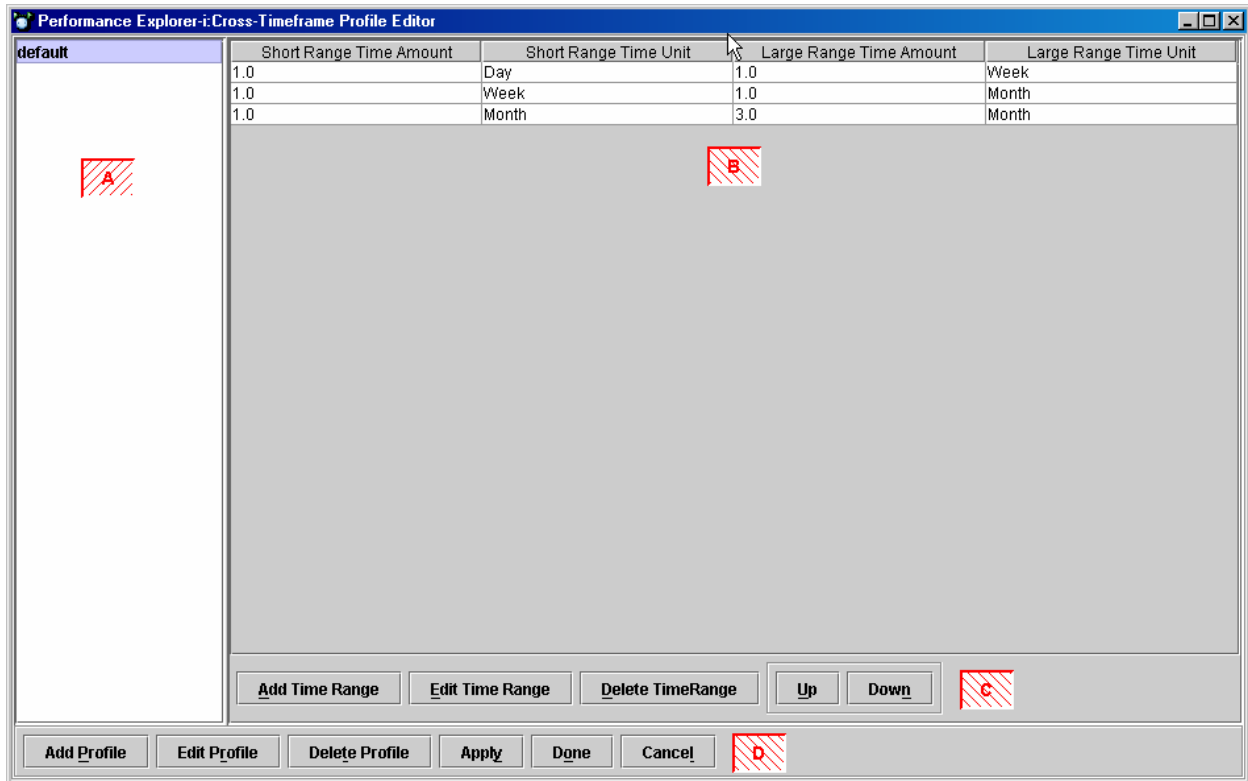 Performance Explorer-i:Cross-Timeframe Profile Editor
default
Short Range Time Amount Short Range Time Unit Large Range Time Amount Large Range Time Unit
1.0 Day 1.0 Week
1.0 Week 1.0 Month
1.0 Month 3.0 Month
A
B
Add Time Range Edit Time Range Delete TimeRange Up Down C
Add Profile Edit Profile Delete Profile Apply Done Cancel D